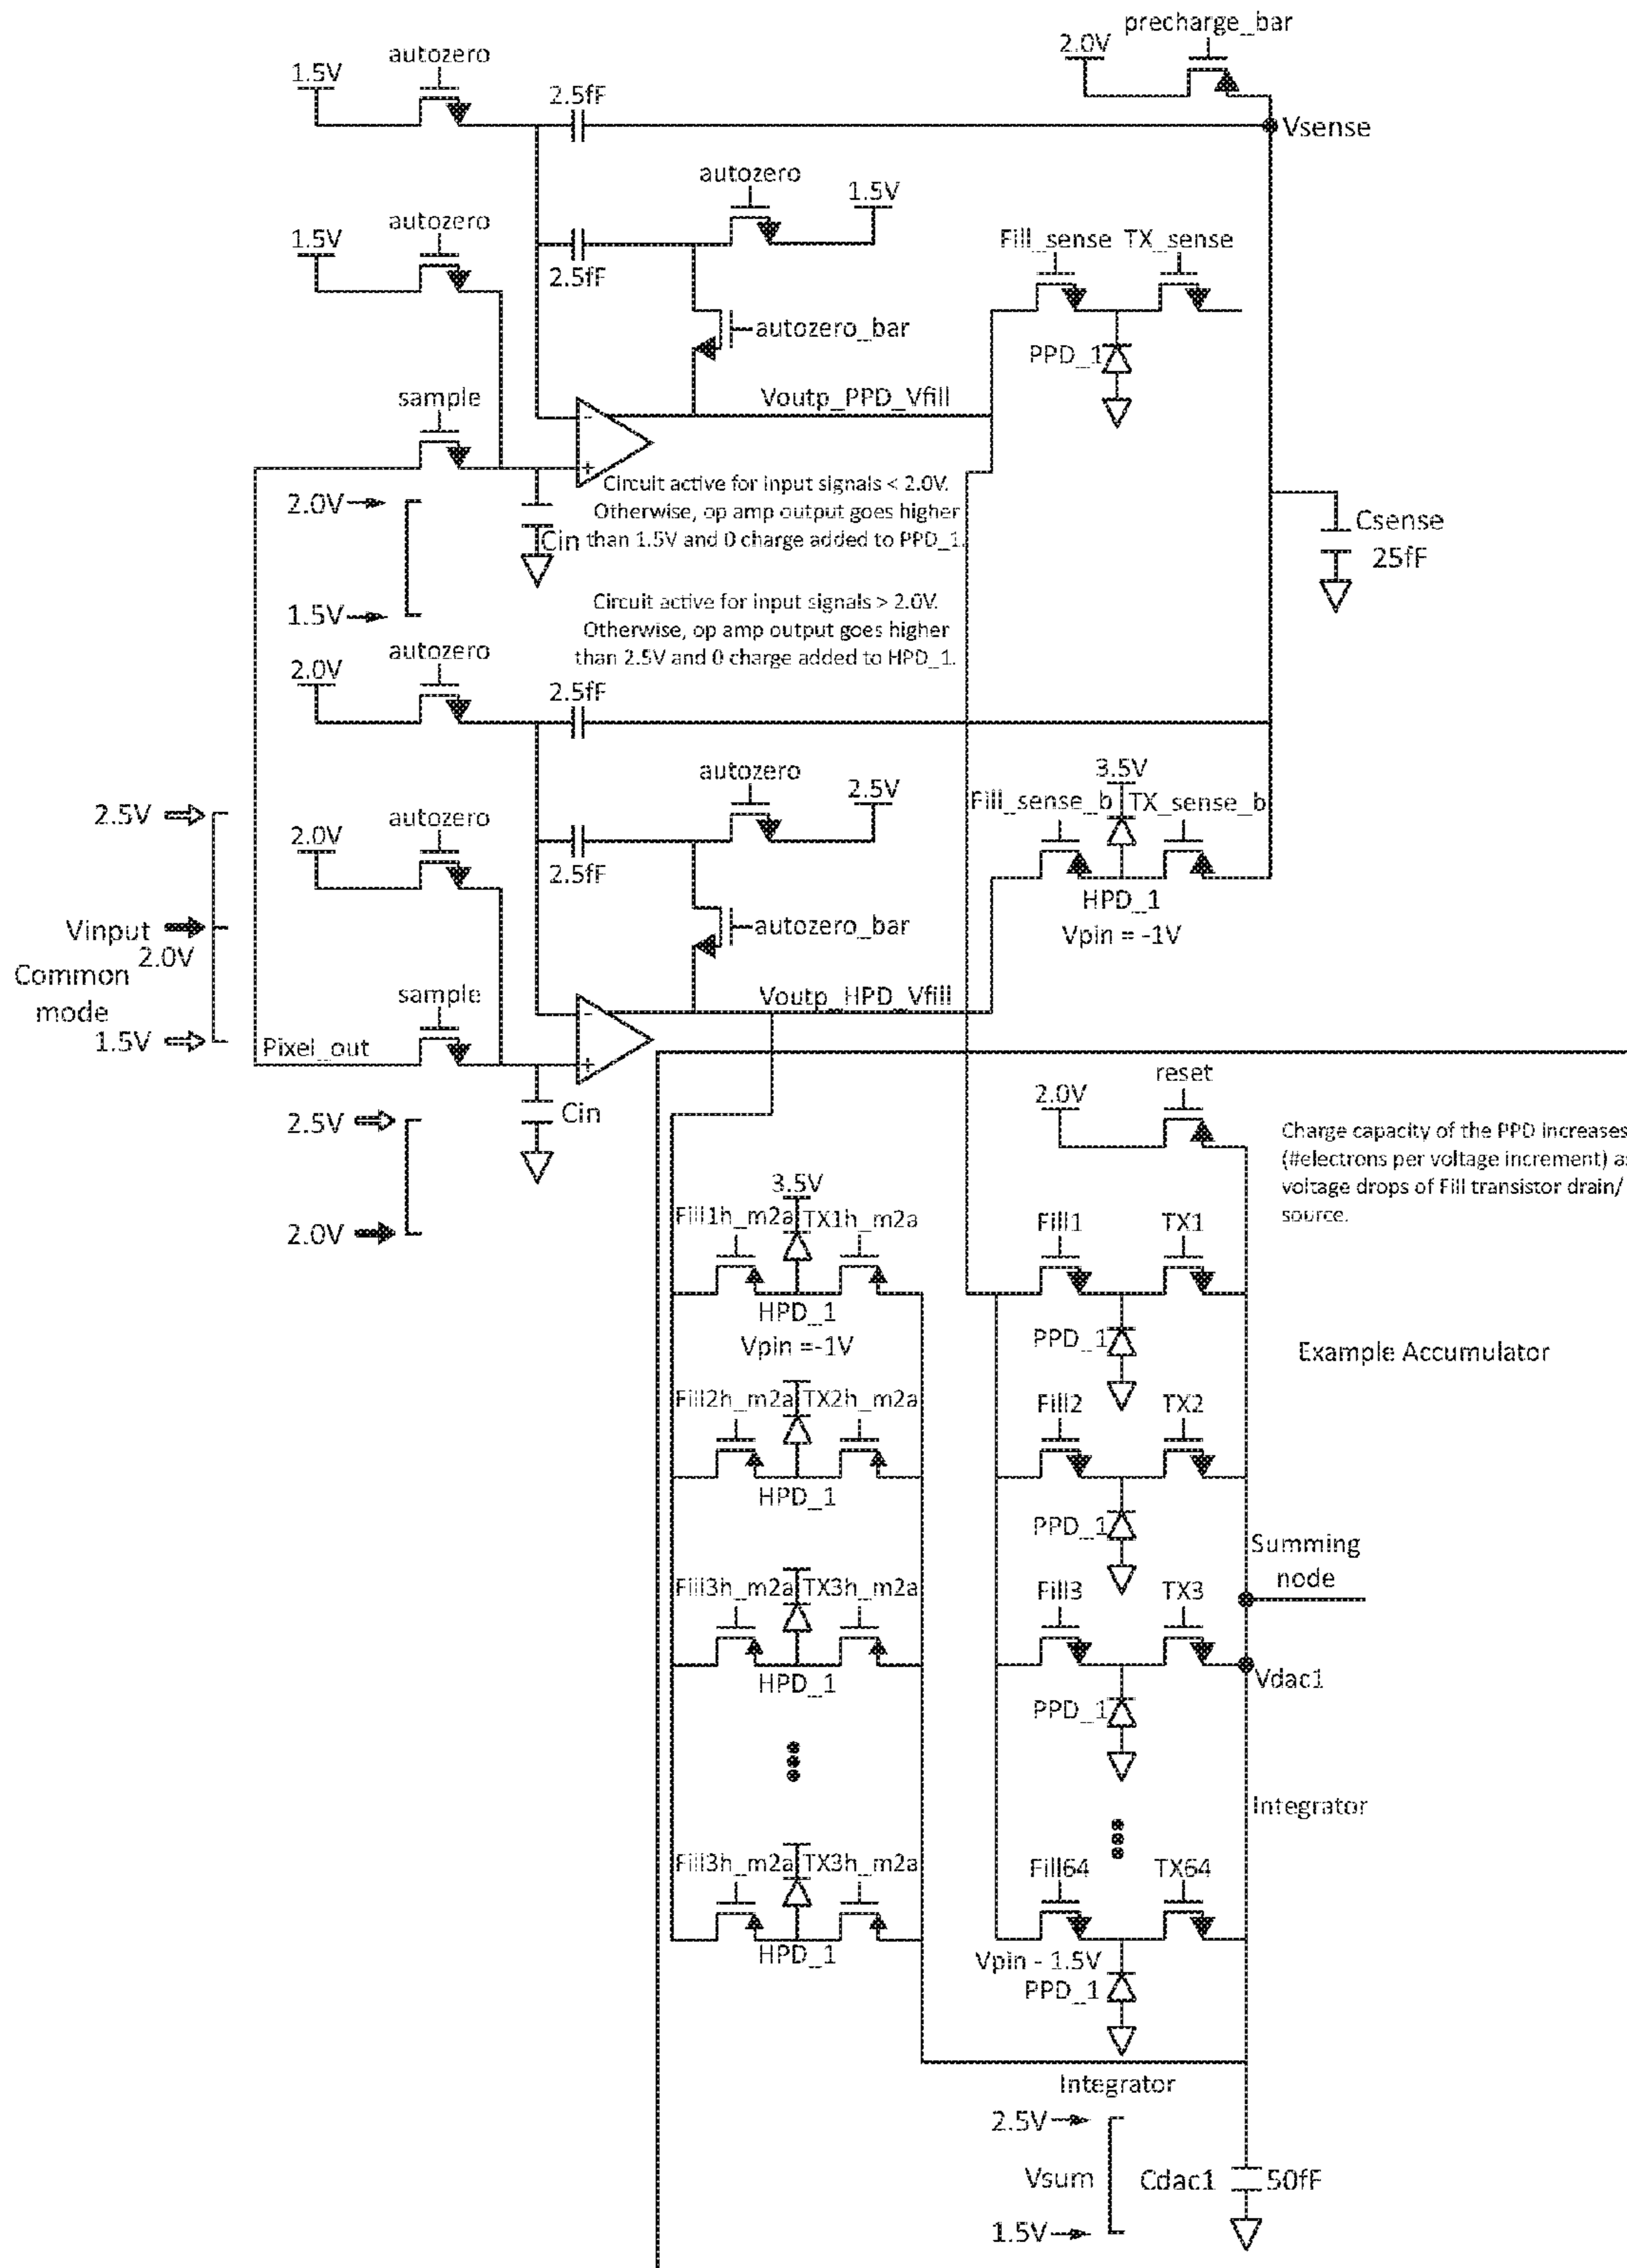 precharge_bar
2.0V
autozero
1.5V
2.5fF
Vsense
autozero
1.5V
autozero
1.5V
2.5fF
Fill_sense TX_sense
autozero_bar
PPD_1
sample
Voutp_PPD_Vfill
-
+
Circuit active for input signals < 2.0V.
Otherwise, op amp output goes higher
than 1.5V and 0 charge added to PPD_1.
2.0V
Cin
Csense
25fF
1.5V
Circuit active for input signals > 2.0V.
Otherwise, op amp output goes higher
than 2.5V and 0 charge added to HPD_1.
autozero
2.0V
2.5fF
autozero
2.5V
3.5V
Fill_sense_b TX_sense_b
2.5V
autozero
2.0V
2.5fF
HPD_1
Vpin = -1V
autozero_bar
Vinput
2.0V
Common
mode
sample
Voutp_HPD_Vfill
-
+
1.5V
Pixel_out
reset
2.0V
Cin
2.5V
Charge capacity of the PPD increases
(#electrons per voltage increment) as
voltage drops of Fill transistor drain/
source.
2.0V
3.5V
Fill1h_m2a TX1h_m2a
Fill1 TX1
HPD_1
Vpin =-1V
PPD_1
Example Accumulator
Fill2h_m2a TX2h_m2a
Fill2 TX2
HPD_1
PPD_1
Summing
node
Fill3h_m2a TX3h_m2a
Fill3 TX3
HPD_1
Vdac1
PPD_1
Integrator
Fill3h_m2a TX3h_m2a
Fill64 TX64
HPD_1
Vpin - 1.5V
PPD_1
Integrator
2.5V
Vsum
Cdac1
50fF
1.5V